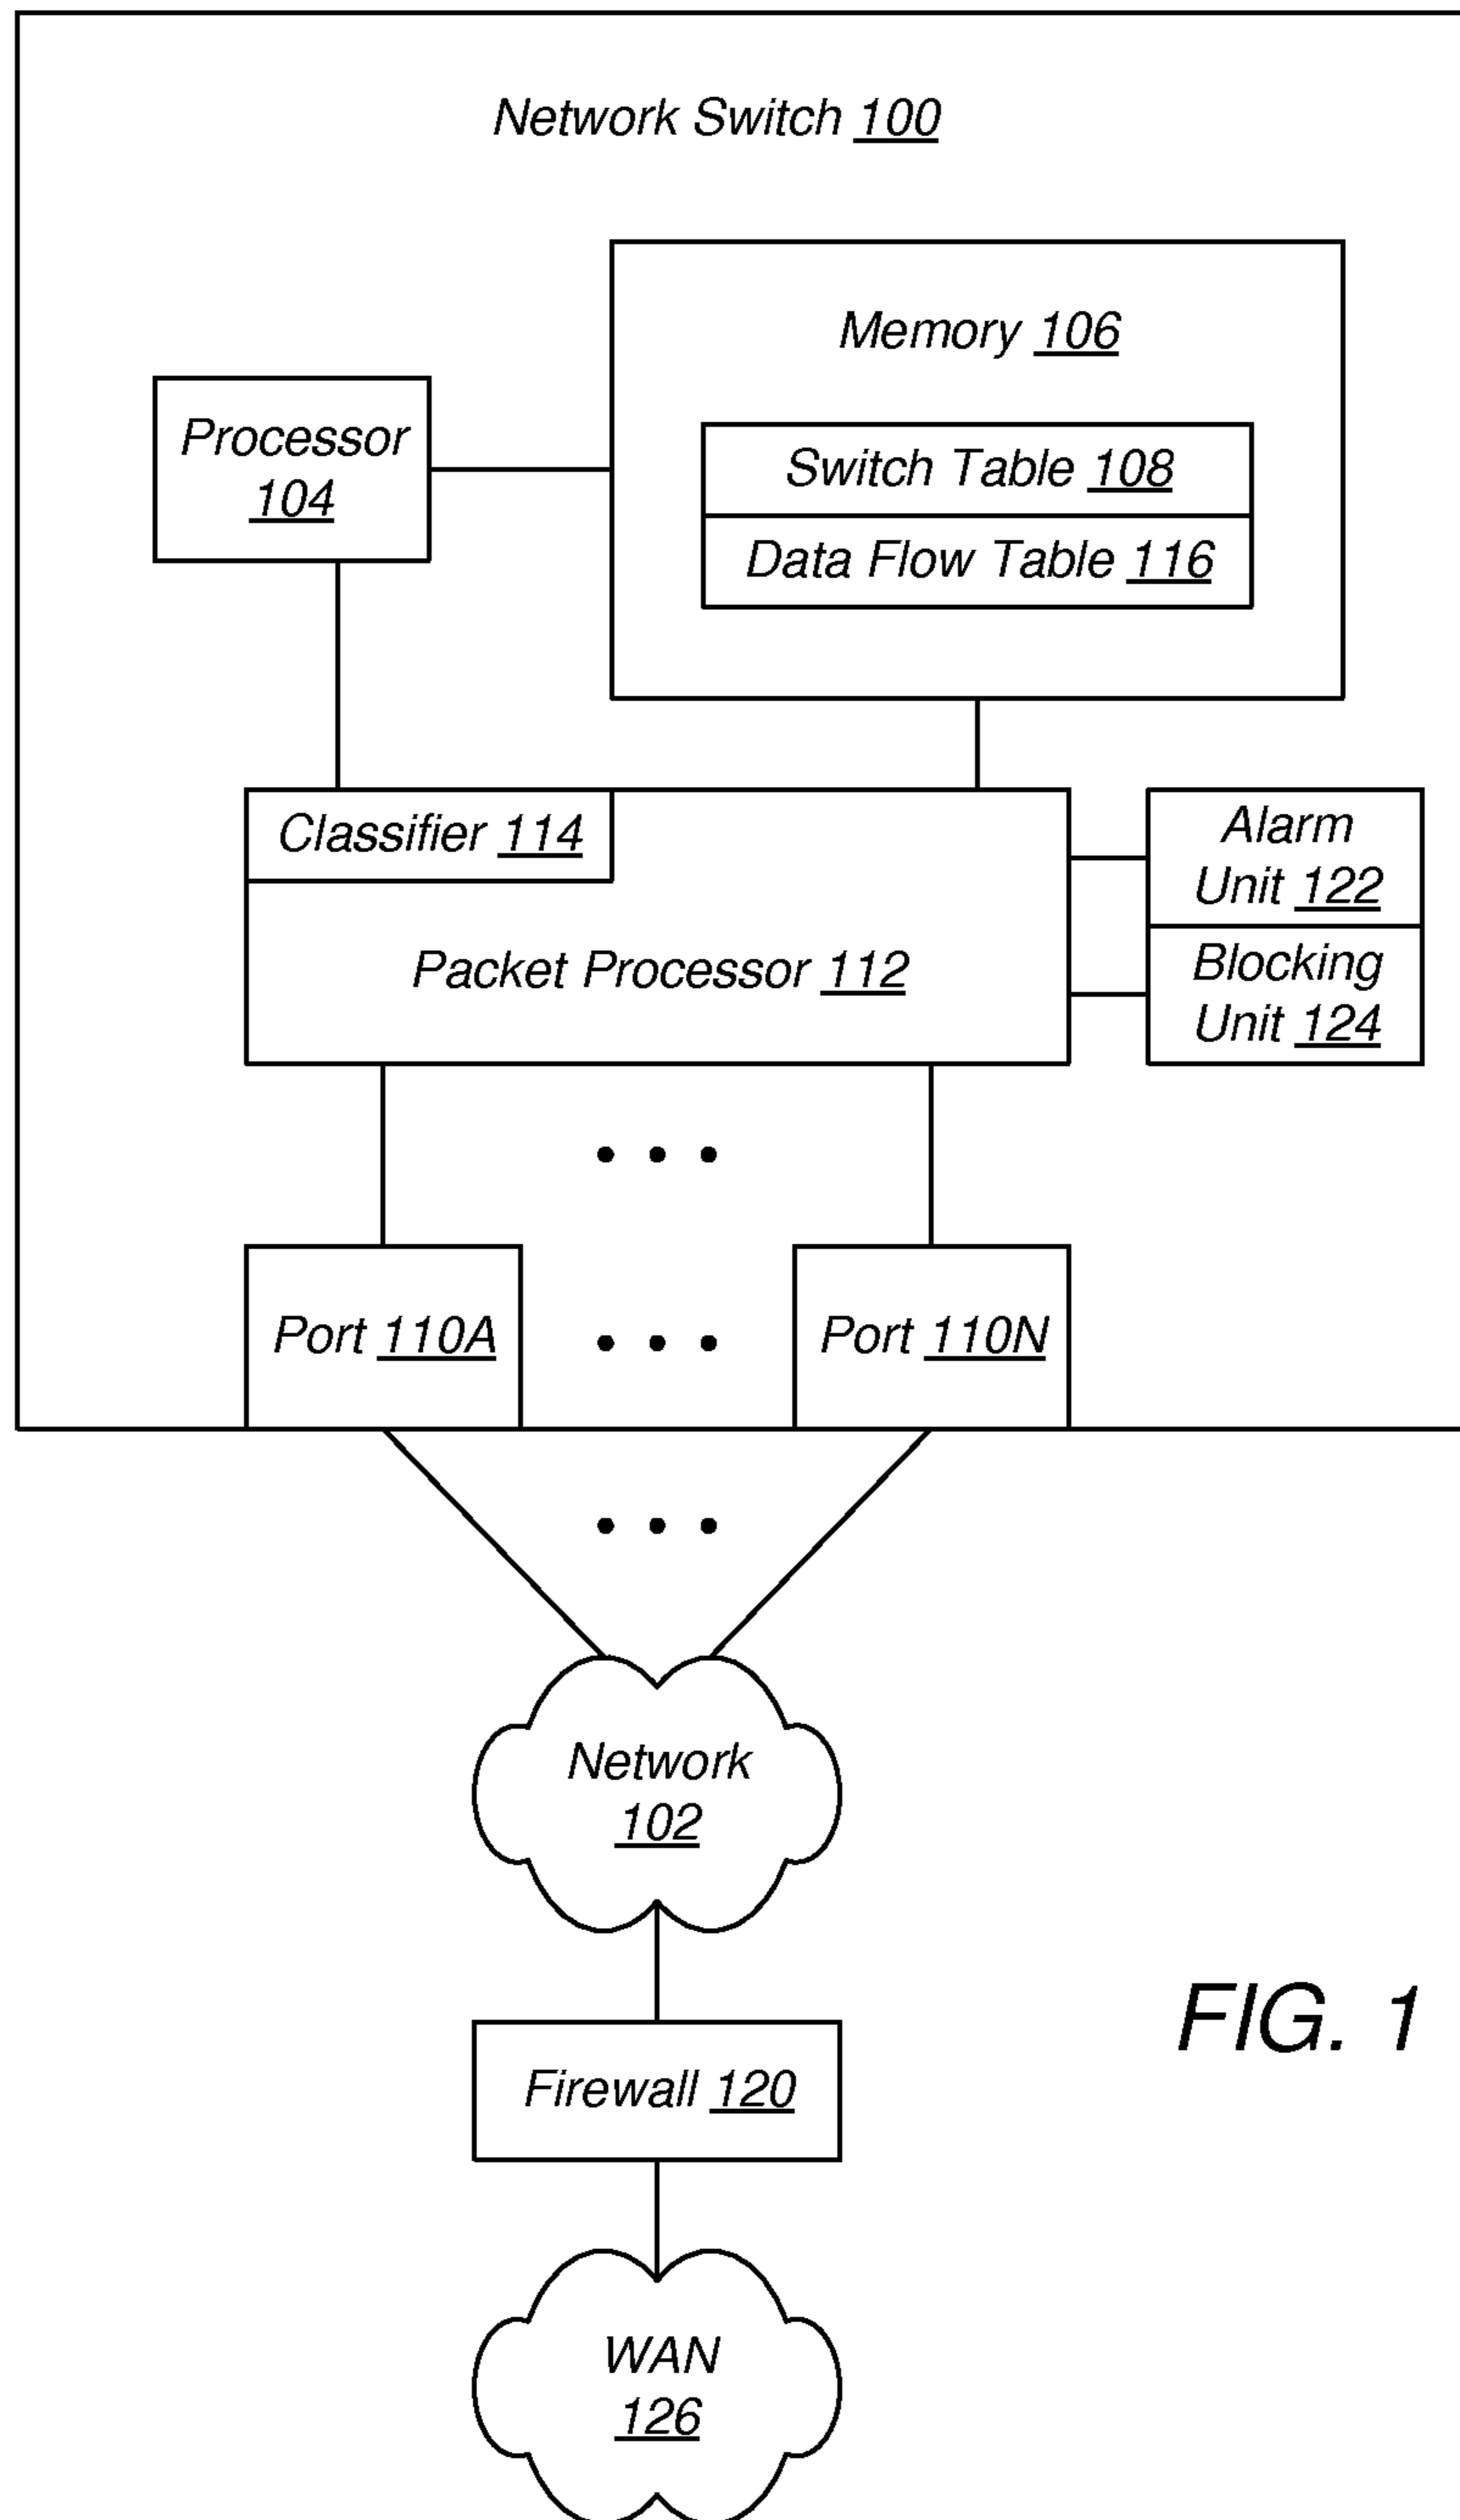 Network Switch 100
Memory 106
Processor
104
Switch Table 108
Data Flow Table 116
Classifier 114
Packet Processor 112
Alarm
Unit 122
Blocking
Unit 124
Port 110A
Port 110N
Network
102
Firewall 120
WAN
126
FIG. 1